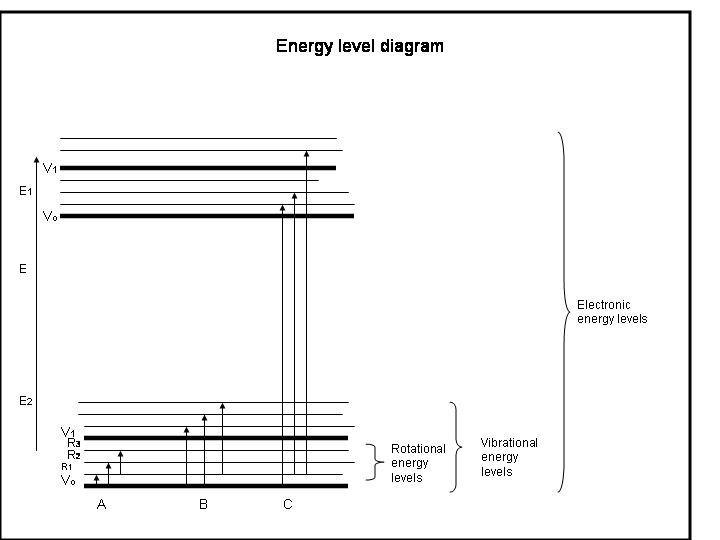 Energy level diagram
V1
E1
Vo
E
Electronic
energy levels
E2
V1
R3
R2
R1
Vo
Rotational
energy
levels
Vibrational
energy
levels
A
B
C